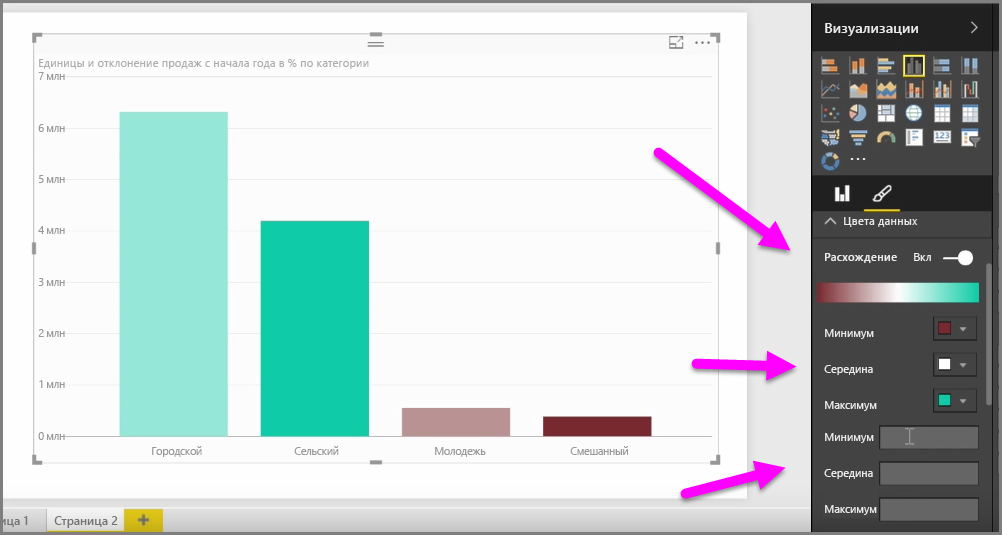 Единицы и отклонение продаж с начала года в % по категории
7 млн
6 млн
5 млн
4 млн
3 млн
2 млн
1 млн
0 млн
Городской
Сельский
Молодежь
Смешанный
ица 1
Страница 2
Визуализации
123
Цвета данных
Расхождение Вкл
Минимум
Середина
Максимум
Минимум
Середина
Максимум